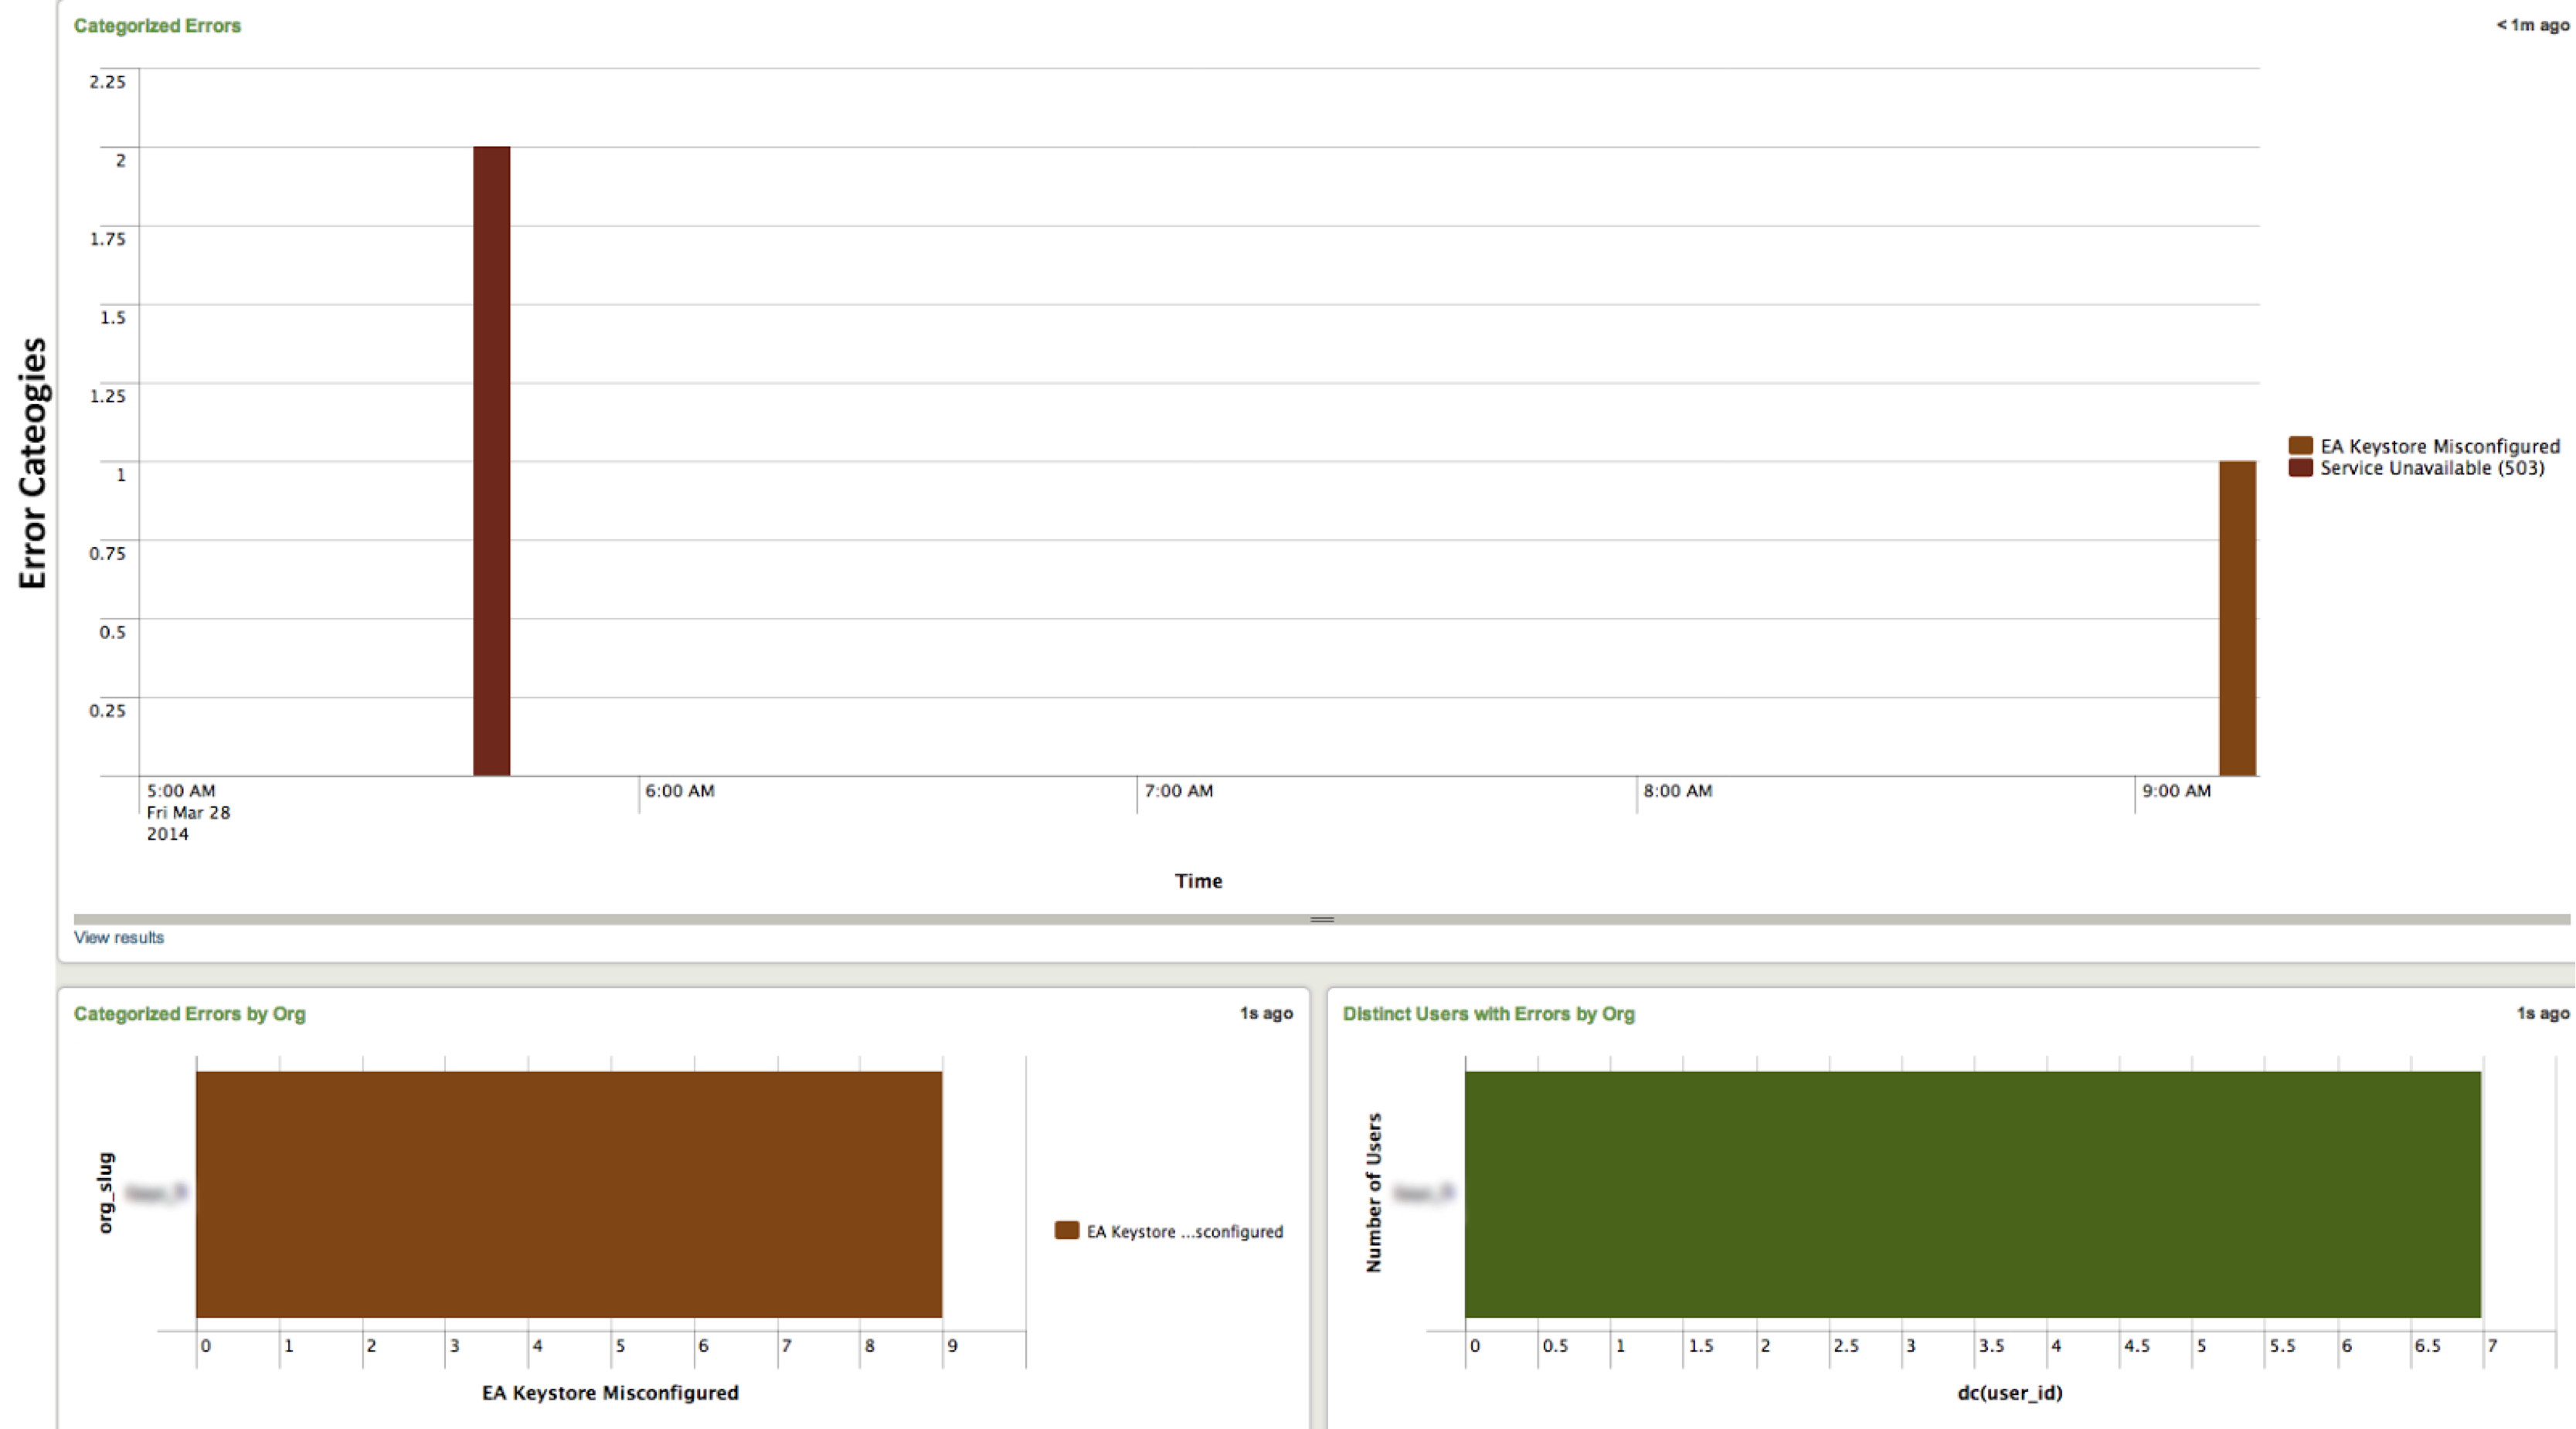 Categorized Errors
< 1m ago
2.25
2
1.75
1.5
1.25
1
0.75
0.5
0.25
Error Cateogies
EA Keystore Misconfigured
Service Unavailable (503)
5:00 AM 6:00 AM 7:00 AM 8:00 AM 9:00 AM
Fri Mar 28
2014
Time
View results
Categorized Errors by Org
1s ago
org_slug
EA Keystore ...sconfigured
0 1 2 3 4 5 6 7 8 9
EA Keystore Misconfigured
Distinct Users with Errors by Org
1s ago
Number of Users
0 0.5 1 1.5 2 2.5 3 3.5 4 4.5 5 5.5 6 6.5 7
dc(user_id)